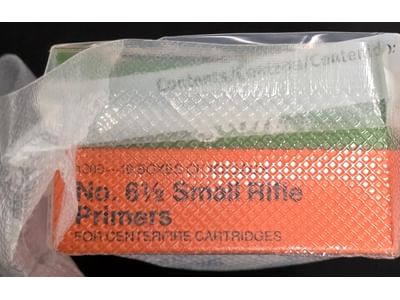 Contents/Contenu/Contenido:
No. 6½ Small Rifle
Primers
FOR CENTERFIRE CARTRIDGES